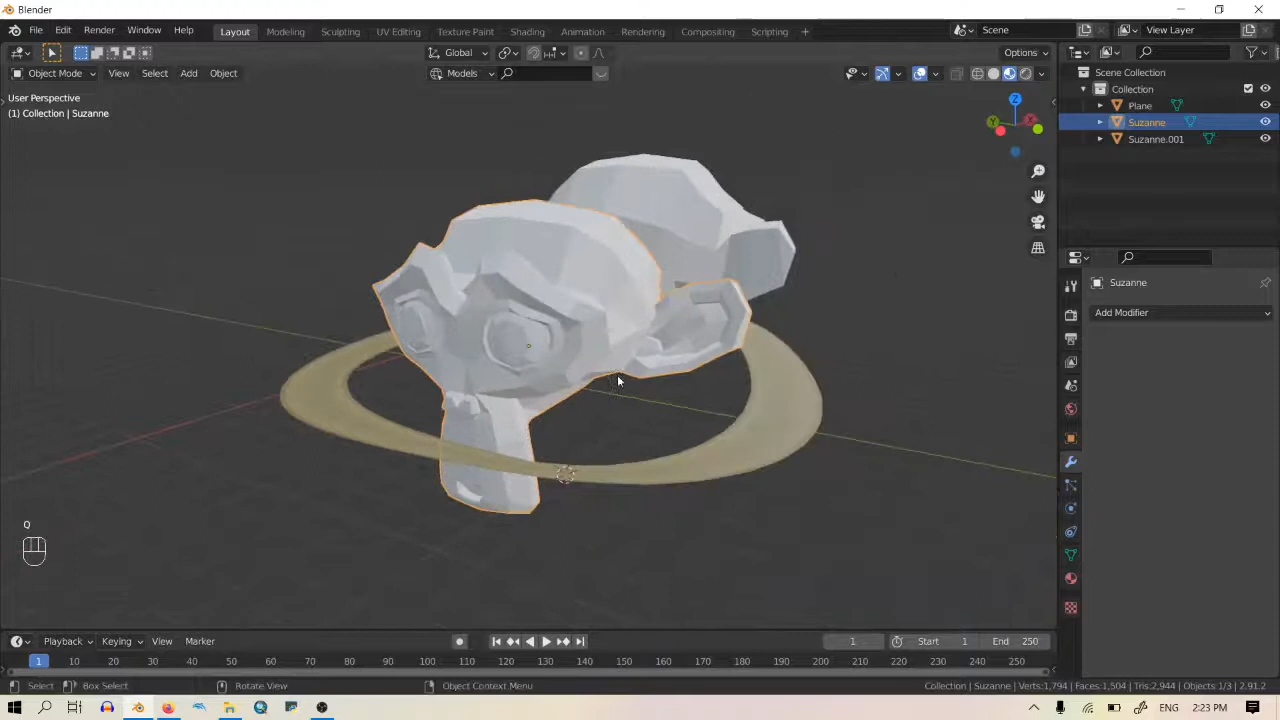 Blender
File Edit Render Window Help
Layout Modeling Sculpting UV Editing Texture Paint Shading Animation Rendering Compositing Scripting +
Scene
View Layer
Global
Options
Object Mode View Select Add Object
Models
User Perspective
(1) Collection | Suzanne
Z
Y
Scene Collection
Collection
Plane
Suzanne
Suzanne.001
Suzanne
Add Modifier
Q
Playback Keying View Marker
1
Start 1
End 250
1 10 20 30 40 50 60 70 80 90 100 110 120 130 140 150 160 170 180 190 200 210 220 230 240 250
Select
Box Select
Rotate View
Object Context Menu
Collection | Suzanne | Verts:1,794 | Faces:1,504 | Tris:2,944 | Objects:1/3 | 2.91.2
ENG 2:23 PM